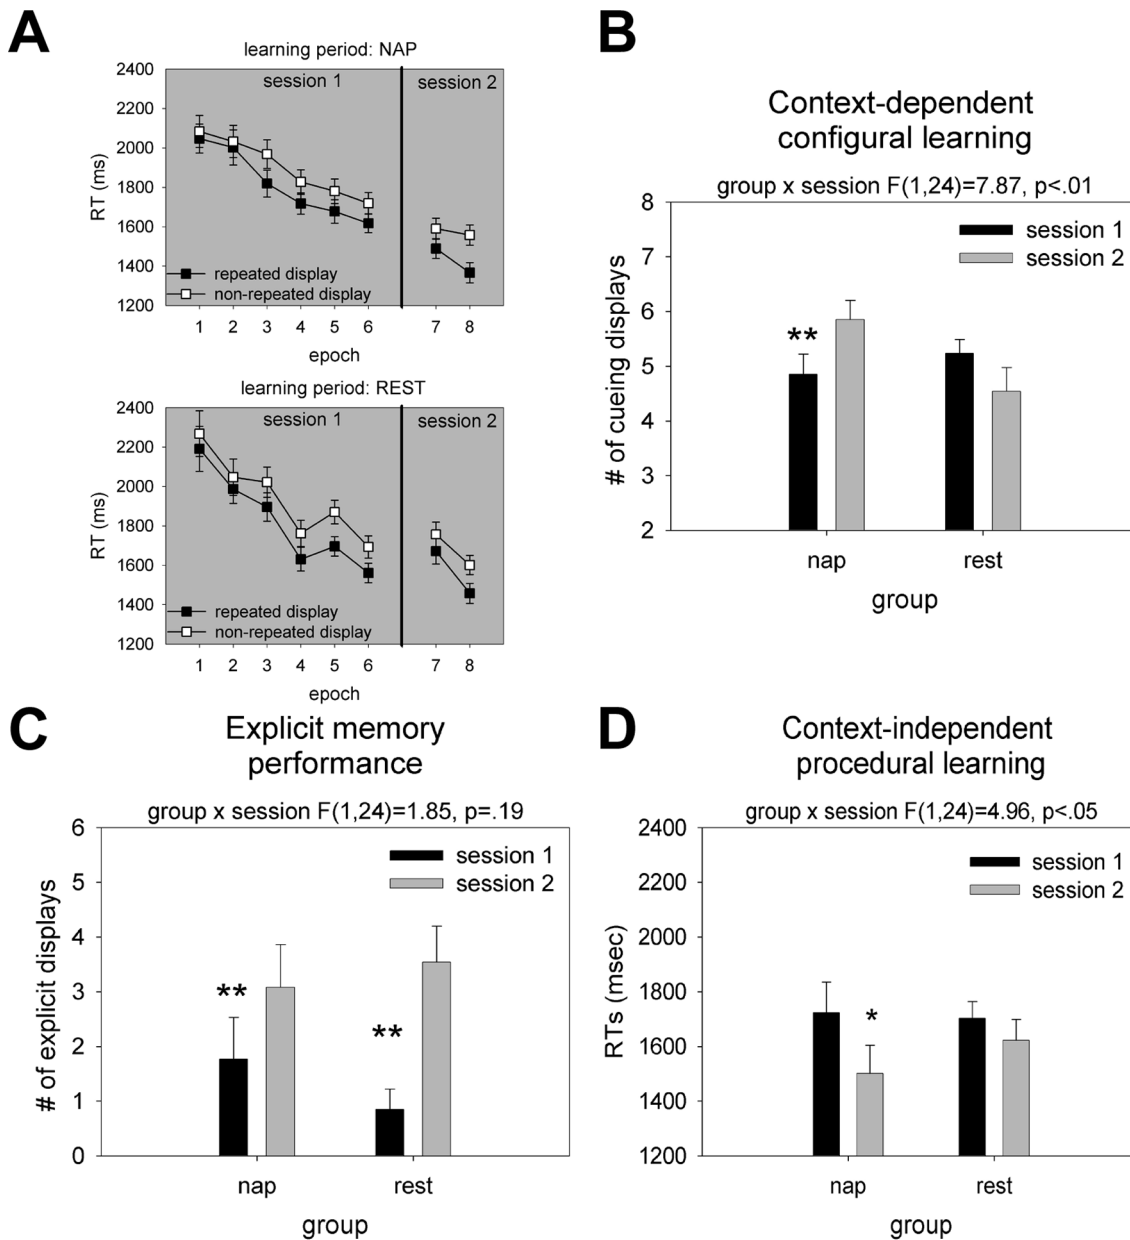 A
learning period: NAP
session 1
session 2
2400
2200
2000
1800
1600
1400
1200
RT (ms)
repeated display
non-repeated display
1 2 3 4 5 6 7 8
epoch
learning period: REST
session 1
session 2
2400
2200
2000
1800
1600
1400
1200
RT (ms)
repeated display
non-repeated display
1 2 3 4 5 6 7 8
epoch
B
Context-dependent
configural learning
group x session F(1,24)=7.87, p<.01
8
7
6
5
4
3
2
# of cueing displays
session 1
session 2
**
nap rest
group
C
Explicit memory
performance
group x session F(1,24)=1.85, p=.19
6
5
4
3
2
1
0
# of explicit displays
session 1
session 2
**
**
nap rest
group
D
Context-independent
procedural learning
group x session F(1,24)=4.96, p<.05
2400
2200
2000
1800
1600
1400
1200
RTs (msec)
session 1
session 2
*
nap rest
group